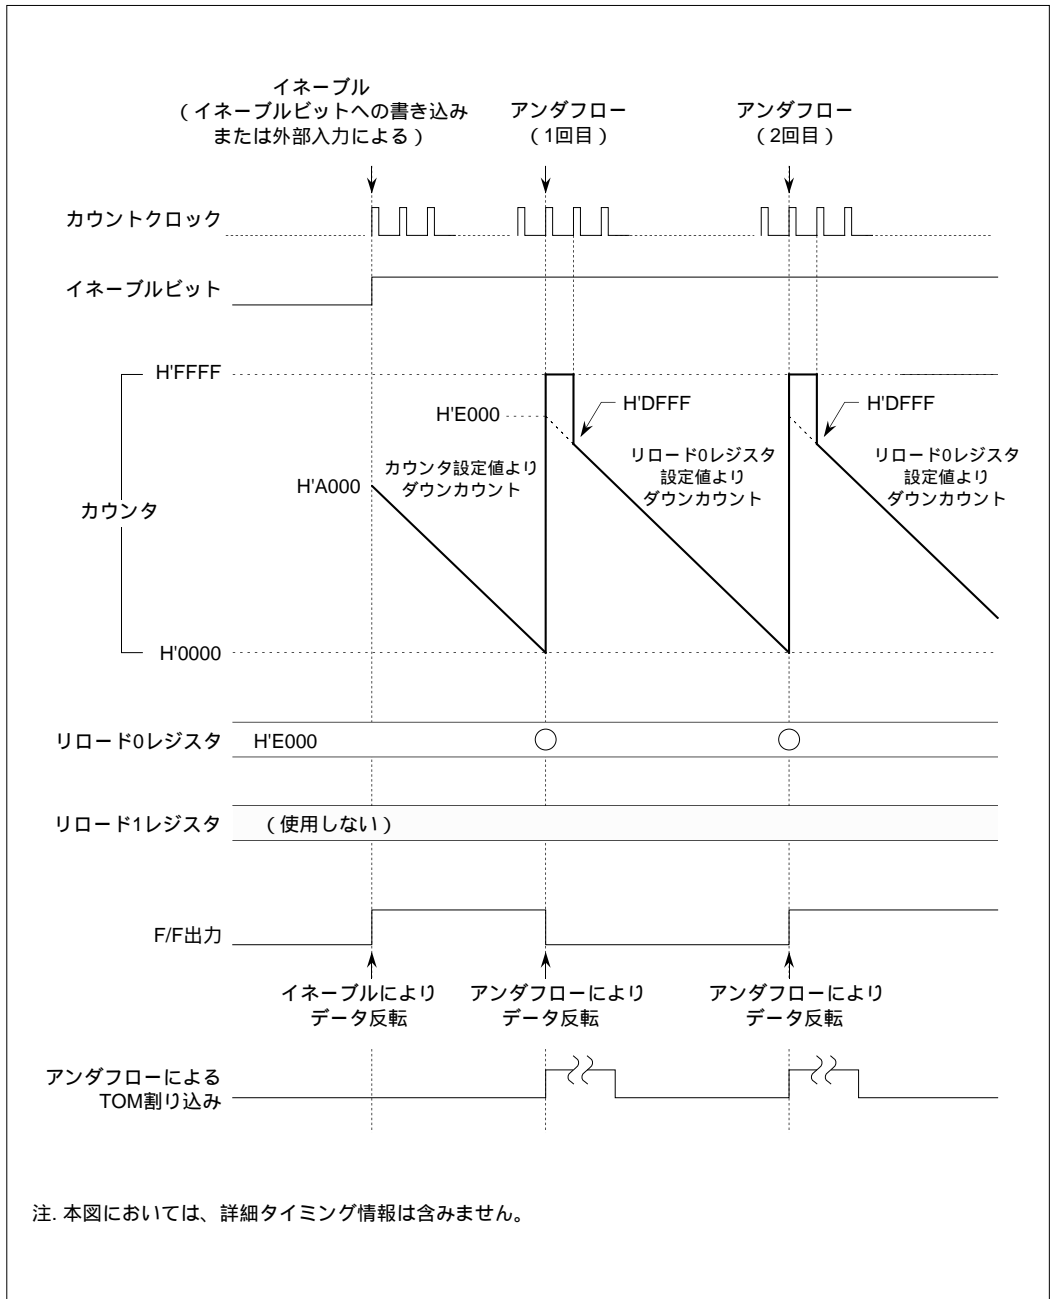 イネーブル
(イネーブルビットへの書き込み
または外部入力による)
アンダフロー
(1回目)
アンダフロー
(2回目)
カウントクロック
イネーブルビット
H'FFFF
H'E000
H'DFFF
H'DFFF
カウンタ設定値より
ダウンカウント
リロード0レジスタ
設定値より
ダウンカウント
リロード0レジスタ
設定値より
ダウンカウント
H'A000
カウンタ
H'0000
リロード0レジスタ
H'E000
リロード1レジスタ
(使用しない)
F/F出力
イネーブルにより
データ反転
アンダフローにより
データ反転
アンダフローにより
データ反転
アンダフローによる
TOM割り込み
注. 本図においては、詳細タイミング情報は含みません。